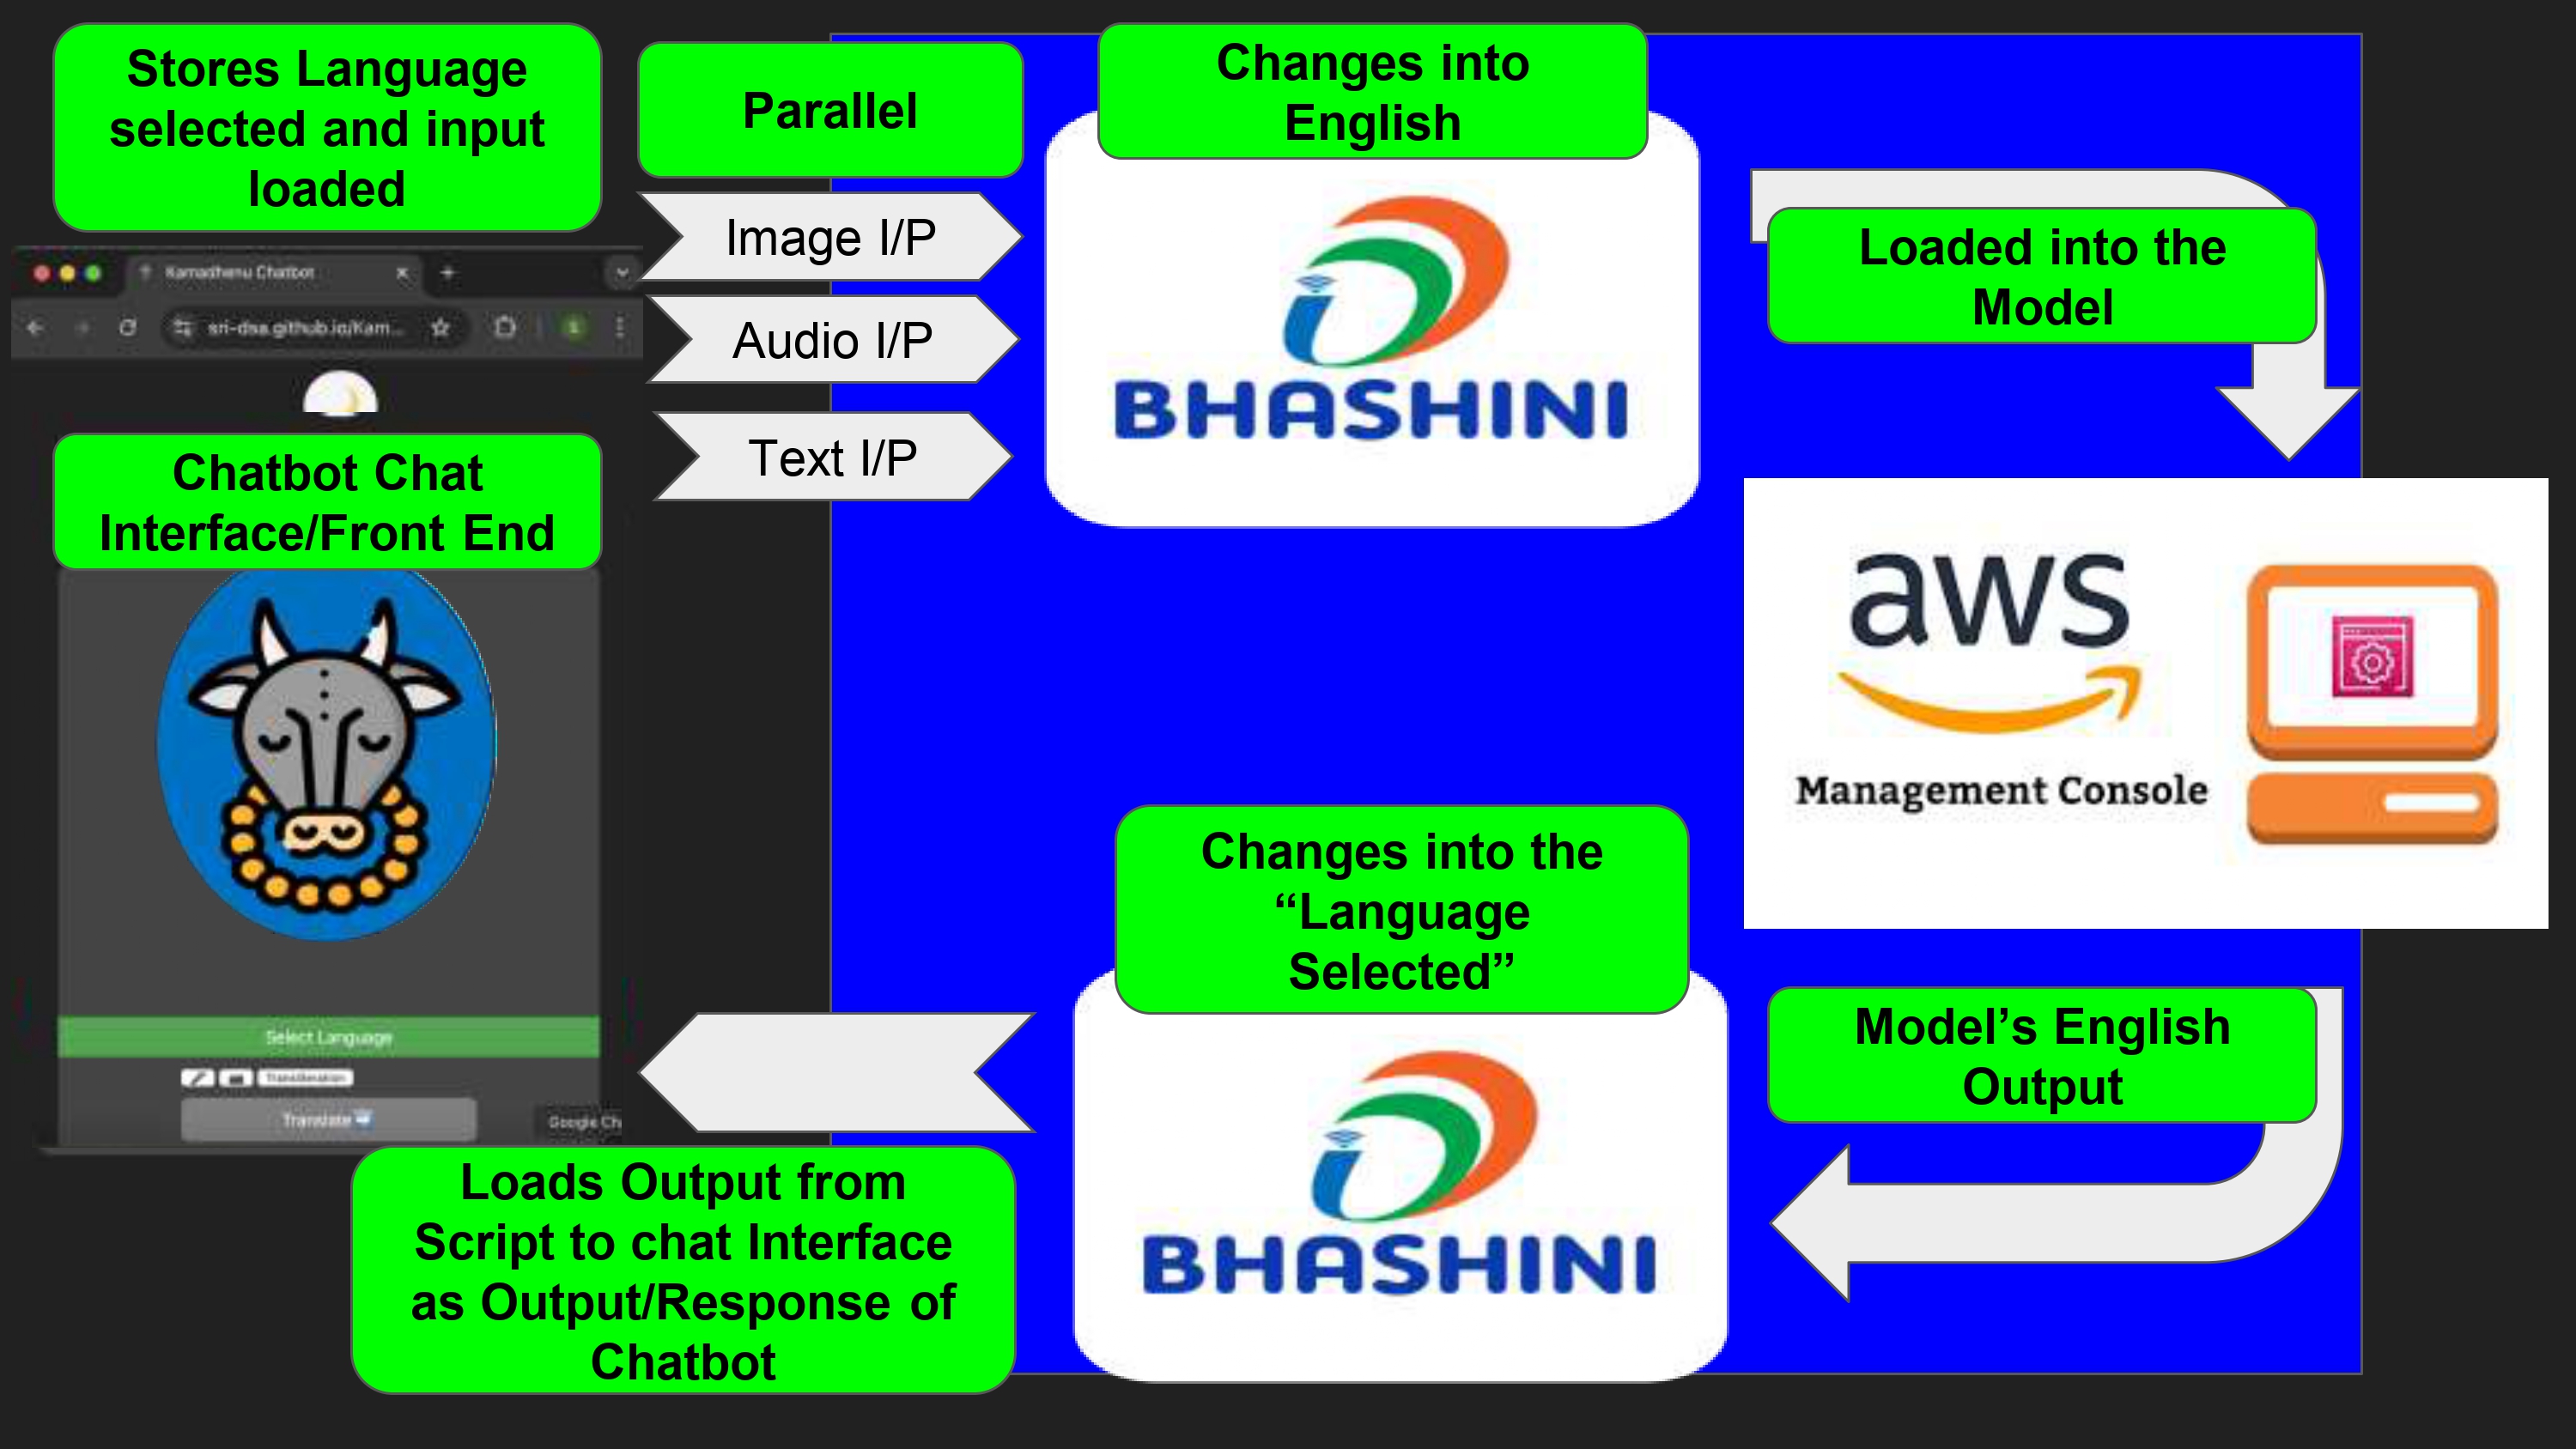 Stores Language
selected and input
loaded
Parallel
Changes into
English
Image I/P
Audio I/P
Text I/P
BHASHINI
Loaded into the
Model
Kamadhenu Chatbot
sri-dsa.github.io/Kam...
Chatbot Chat
Interface/Front End
aws
Management Console
Select Language
Transliteration
Translate
Google Ch
Changes into the
“Language
Selected”
BHASHINI
Model’s English
Output
Loads Output from
Script to chat Interface
as Output/Response of
Chatbot